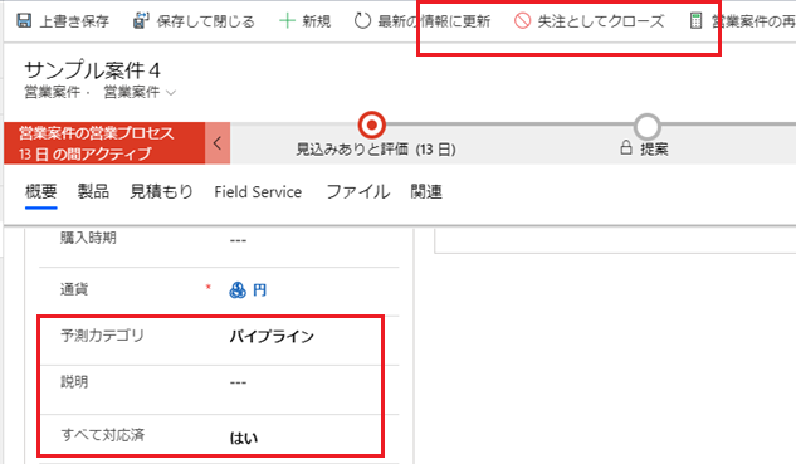 上書き保存 保存して閉じる 新規 最新の情報に更新 失注としてクローズ 営業案件の再
サンプル案件４
営業案件・ 営業案件
営業案件の営業プロセス
13 日 の間アクティブ
見込みありと評価 (13 日)
提案
概要 製品 見積もり Field Service ファイル 関連
購入時期 ---
通貨 * 円
予測カテゴリ パイプライン
説明 ---
すべて対応済 はい